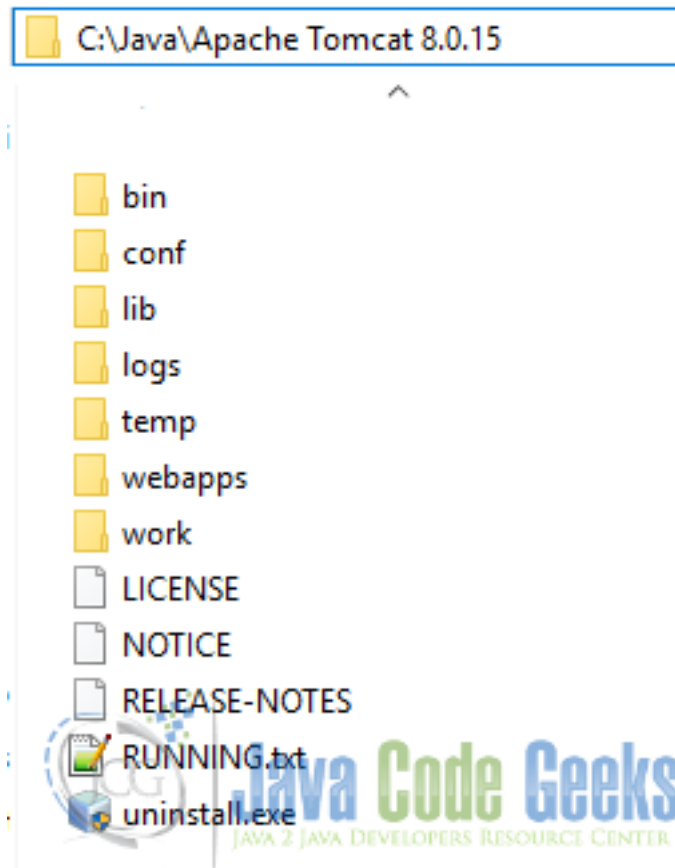 C:\Java\Apache Tomcat 8.0.15
bin
conf
lib
logs
temp
webapps
work
LICENSE
NOTICE
RELEASE-NOTES
RUNNING.txt
uninstall.exe
Java Code Geeks
JAVA 2 JAVA DEVELOPERS RESOURCE CENTER